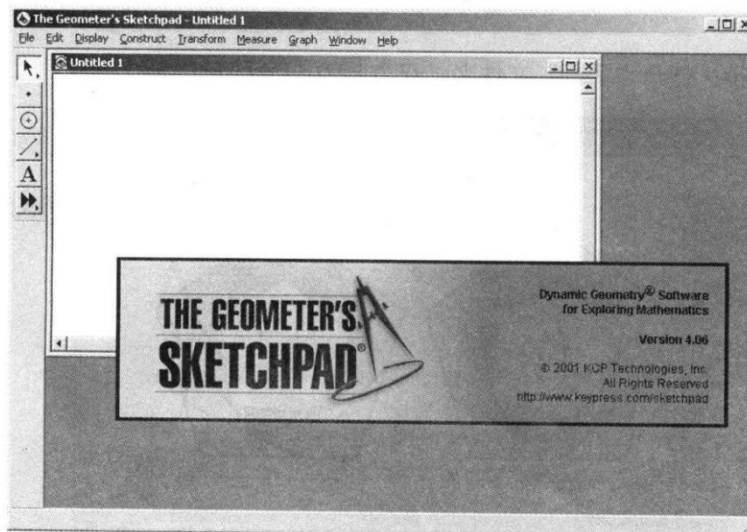 The Geometer's Sketchpad - Untitled 1
File Edit Display Construct Transform Measure Graph Window Help
Untitled 1
A
THE GEOMETER'S
SKETCHPAD®
Dynamic Geometry® Software
for Exploring Mathematics
Version 4.06
© 2001 KCP Technologies, Inc.
All Rights Reserved
http://www.keypress.com/sketchpad